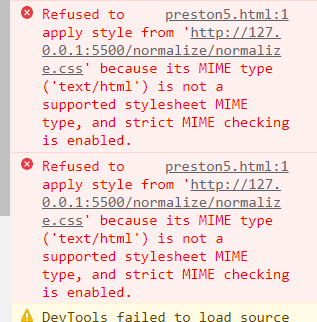 Refused to preston5.html:1
apply style from 'http://127.
0.0.1:5500/normalize/normaliz
e.css' because its MIME type
('text/html') is not a
supported stylesheet MIME
type, and strict MIME checking
is enabled.
Refused to preston5.html:1
apply style from 'http://127.
0.0.1:5500/normalize/normaliz
e.css' because its MIME type
('text/html') is not a
supported stylesheet MIME
type, and strict MIME checking
is enabled.
DevTools failed to load source